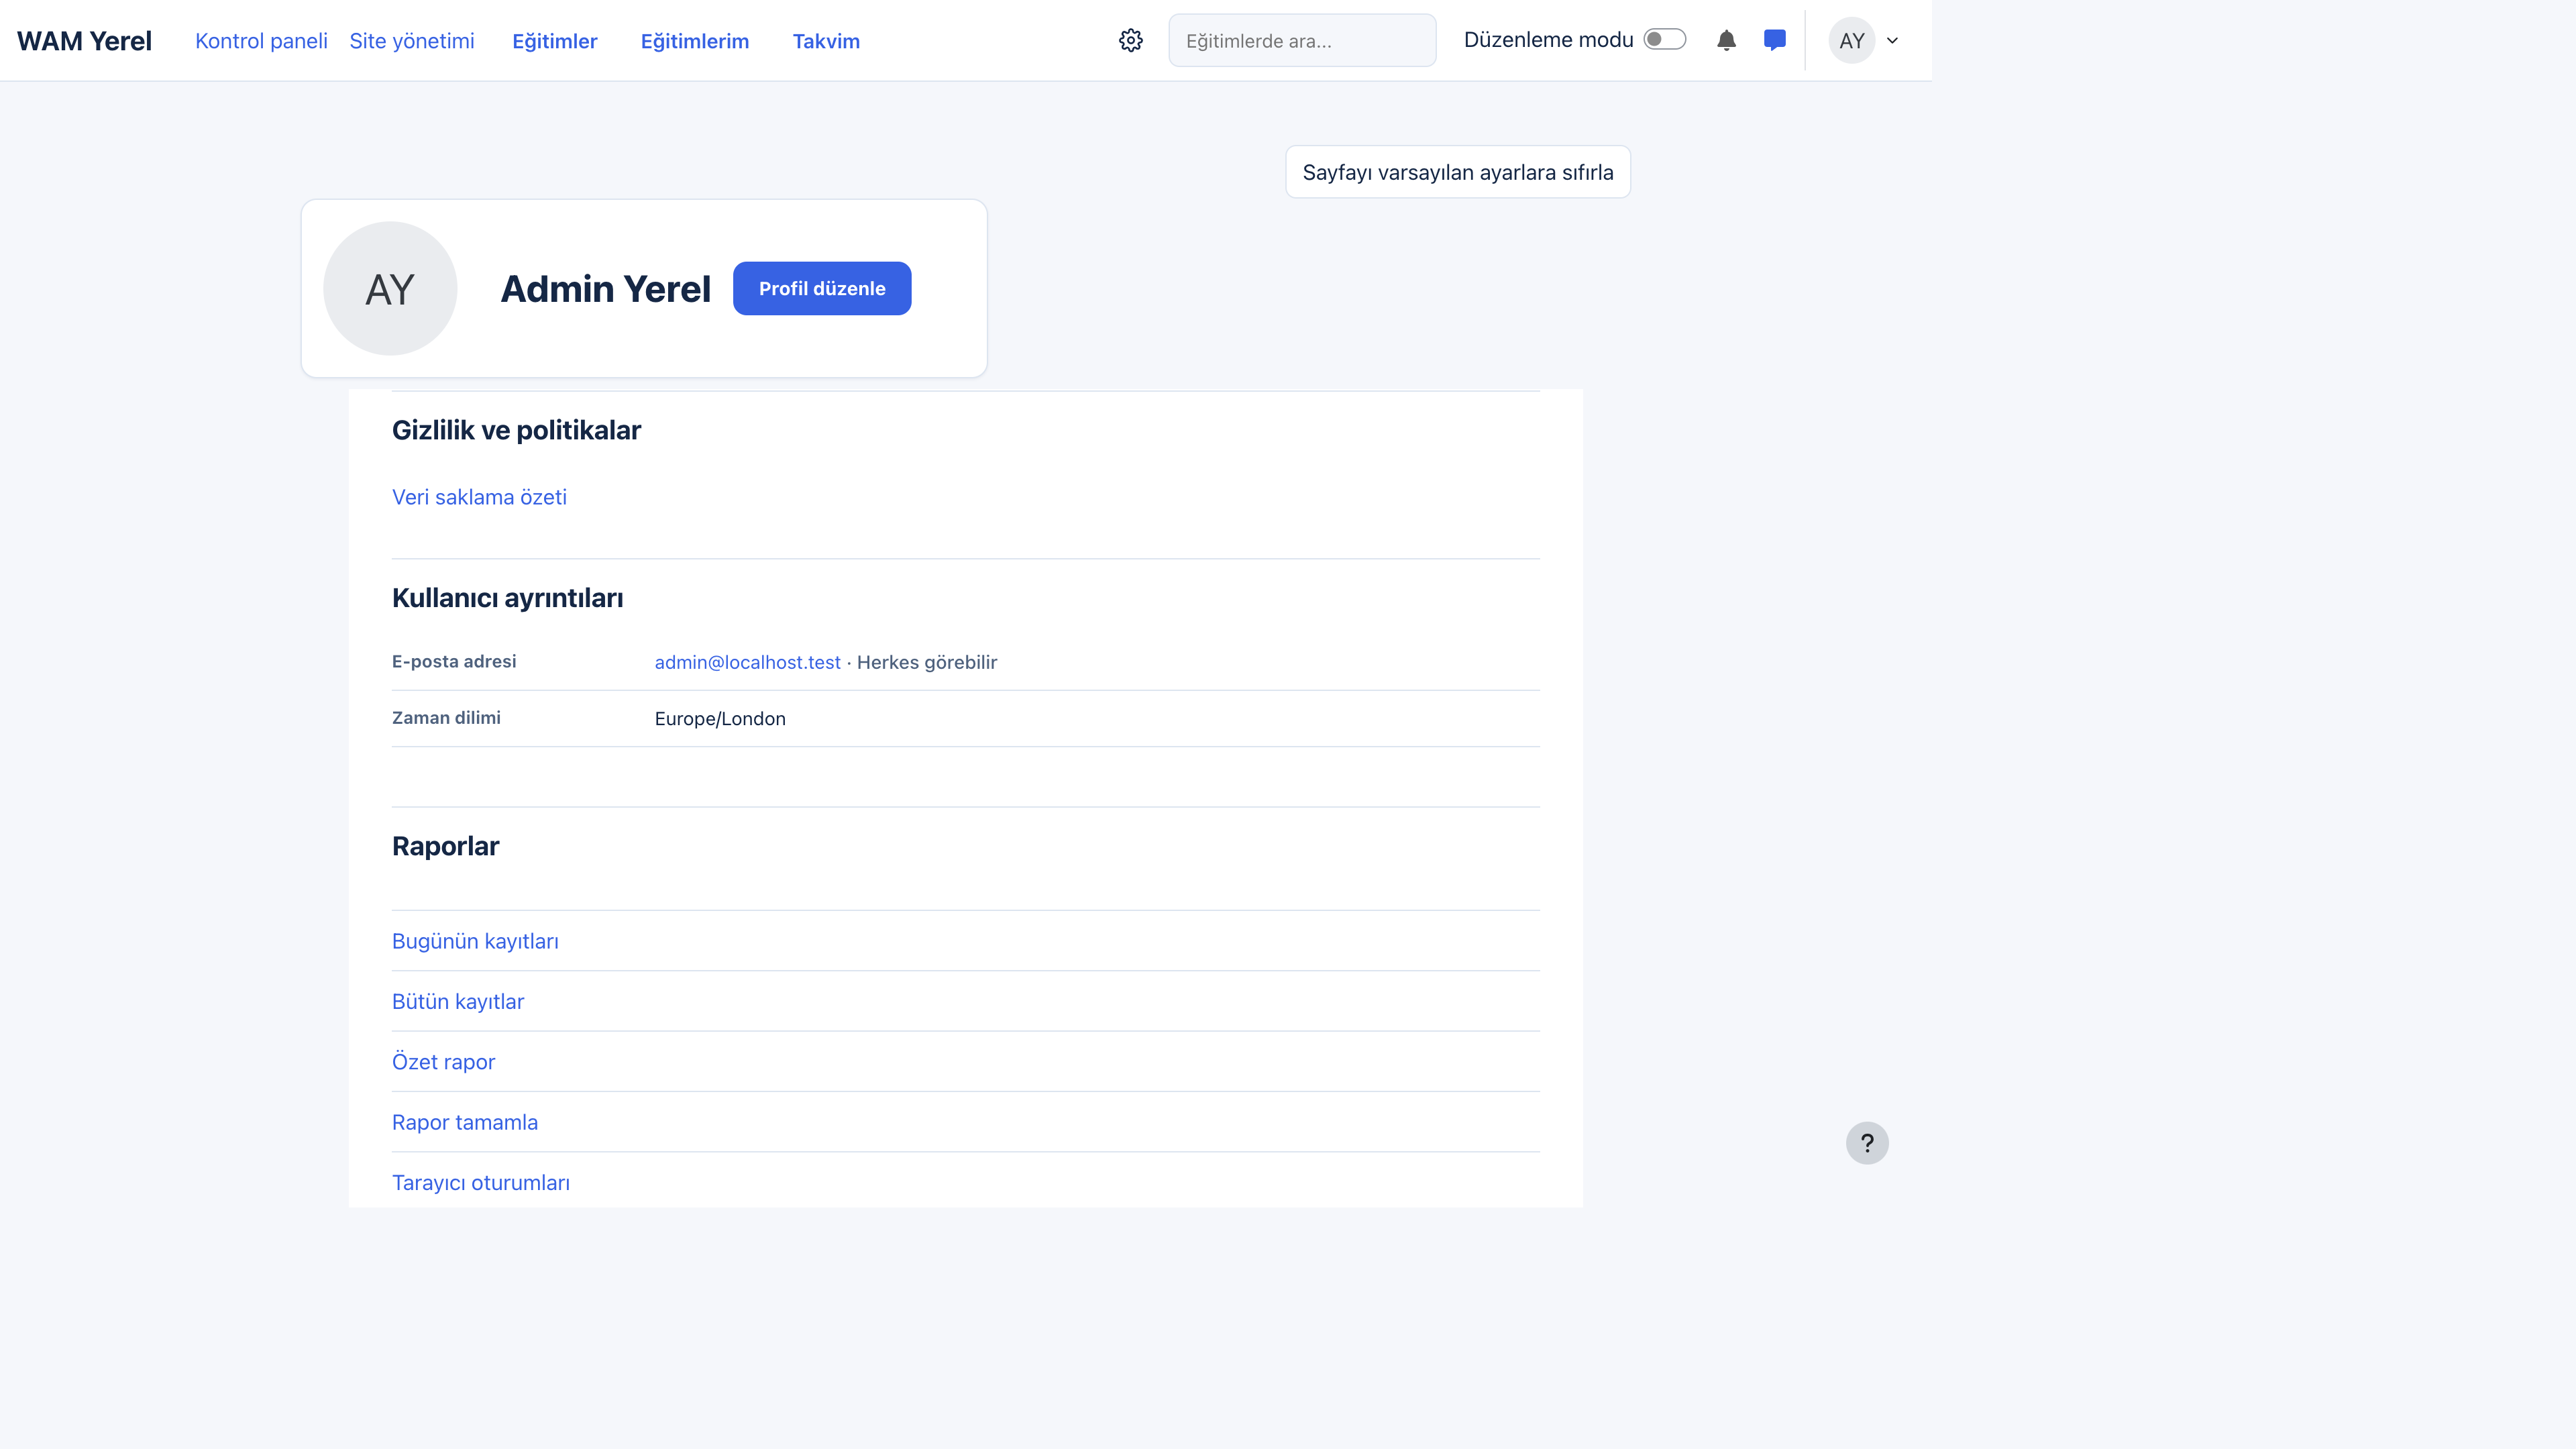 WAM Yerel
Kontrol paneli
Site yönetimi
Eğitimler
Eğitimlerim
Takvim
Eğitimlerde ara...
Düzenleme modu
AY
Sayfayı varsayılan ayarlara sıfırla
AY
Admin Yerel
Profil düzenle
Gizlilik ve politikalar
Veri saklama özeti
Kullanıcı ayrıntıları
E-posta adresi
admin@localhost.test · Herkes görebilir
Zaman dilimi
Europe/London
Raporlar
Bugünün kayıtları
Bütün kayıtlar
Özet rapor
Rapor tamamla
?
Tarayıcı oturumları